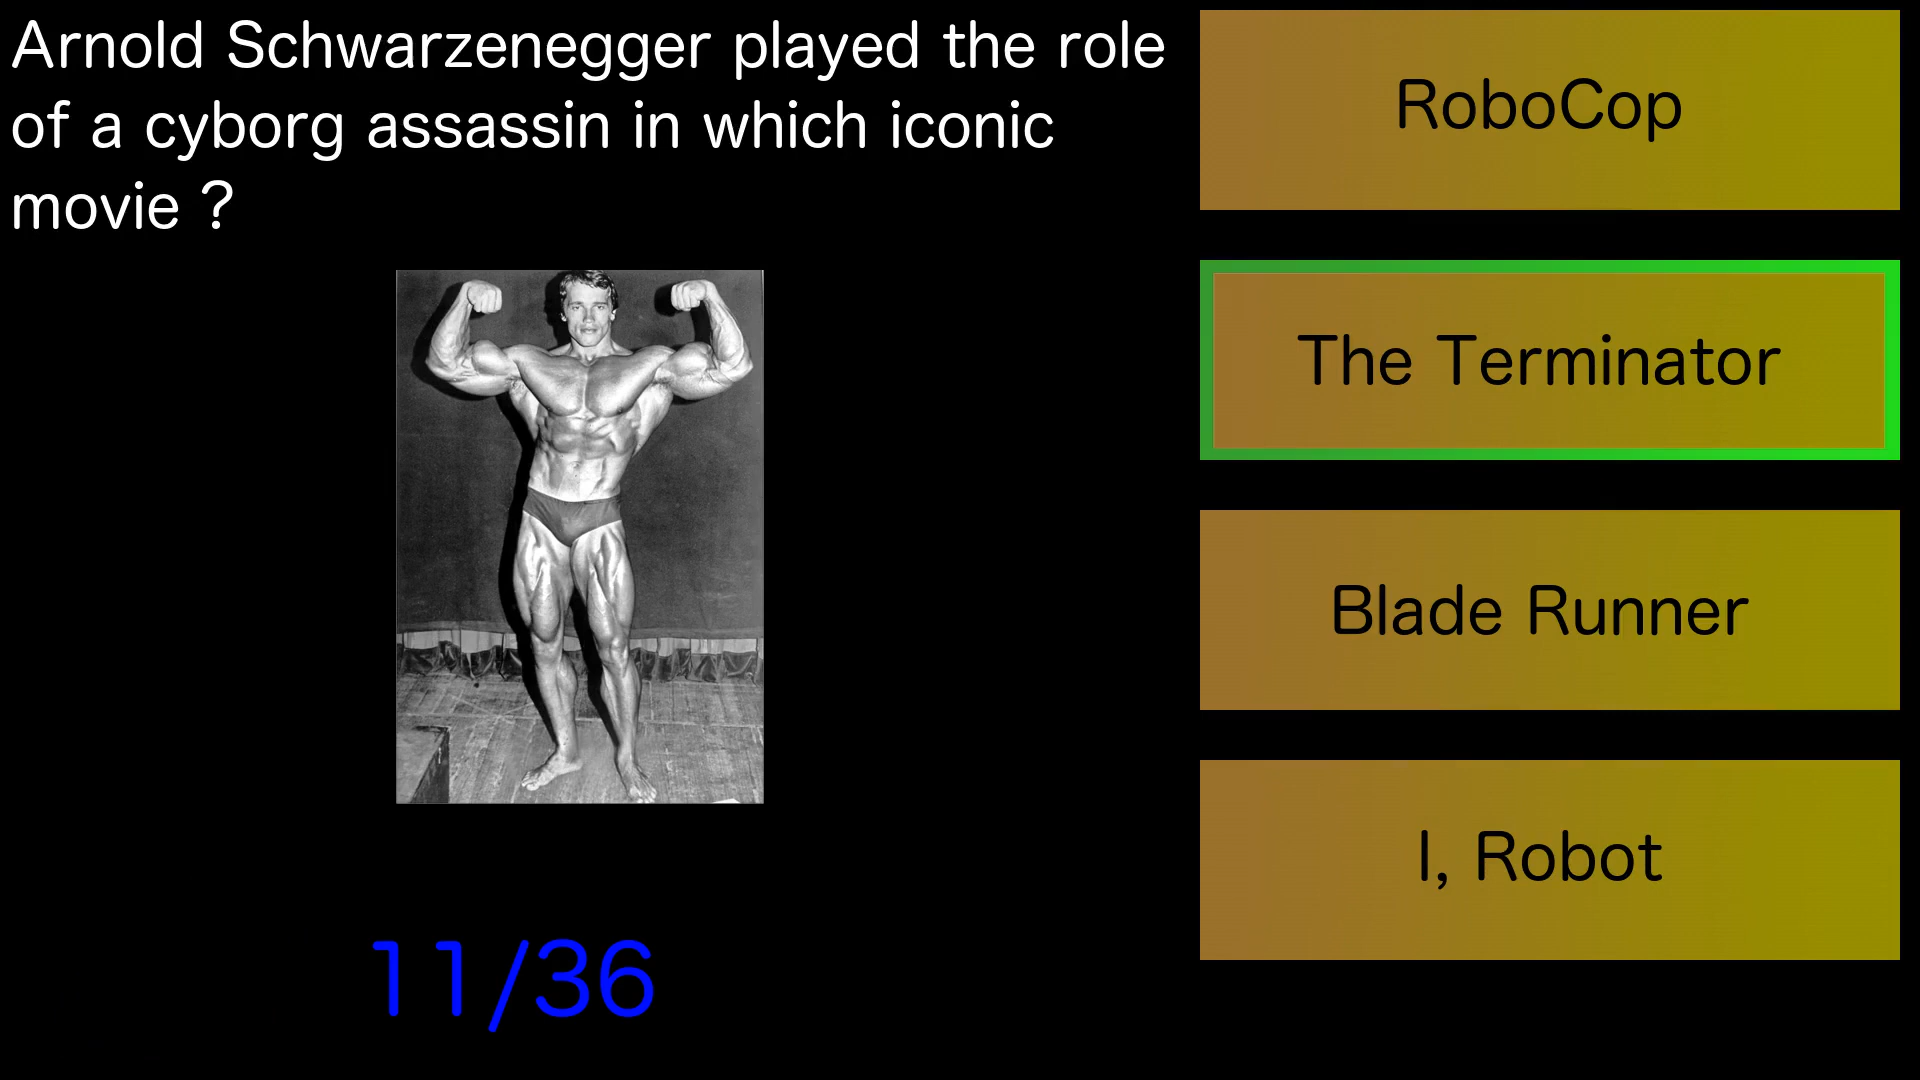 Arnold Schwarzenegger played the role
of a cyborg assassin in which iconic
movie ?
RoboCop
The Terminator
Blade Runner
I, Robot
11/36